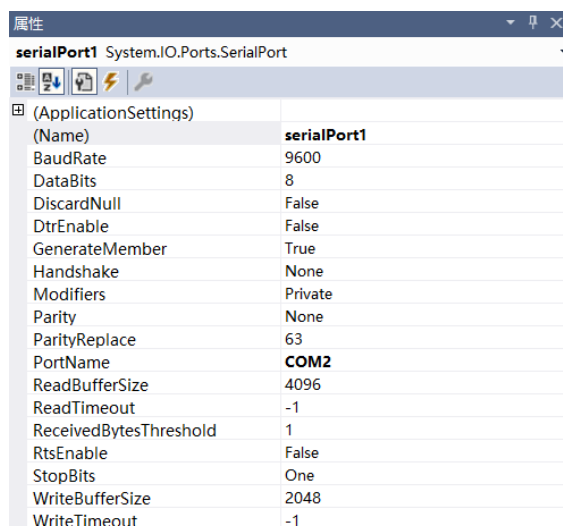 属性
serialPort1 System.IO.Ports.SerialPort
(ApplicationSettings)
(Name) serialPort1
BaudRate 9600
DataBits 8
DiscardNull False
DtrEnable False
GenerateMember True
Handshake None
Modifiers Private
Parity None
ParityReplace 63
PortName COM2
ReadBufferSize 4096
ReadTimeout -1
ReceivedBytesThreshold 1
RtsEnable False
StopBits One
WriteBufferSize 2048
WriteTimeout -1